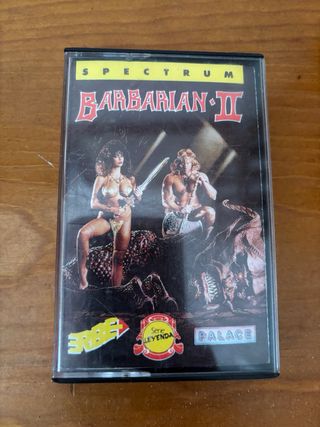 SPECTRUM
BARBARIAN·II
ERBE
Serie
LEYENDA
PALACE